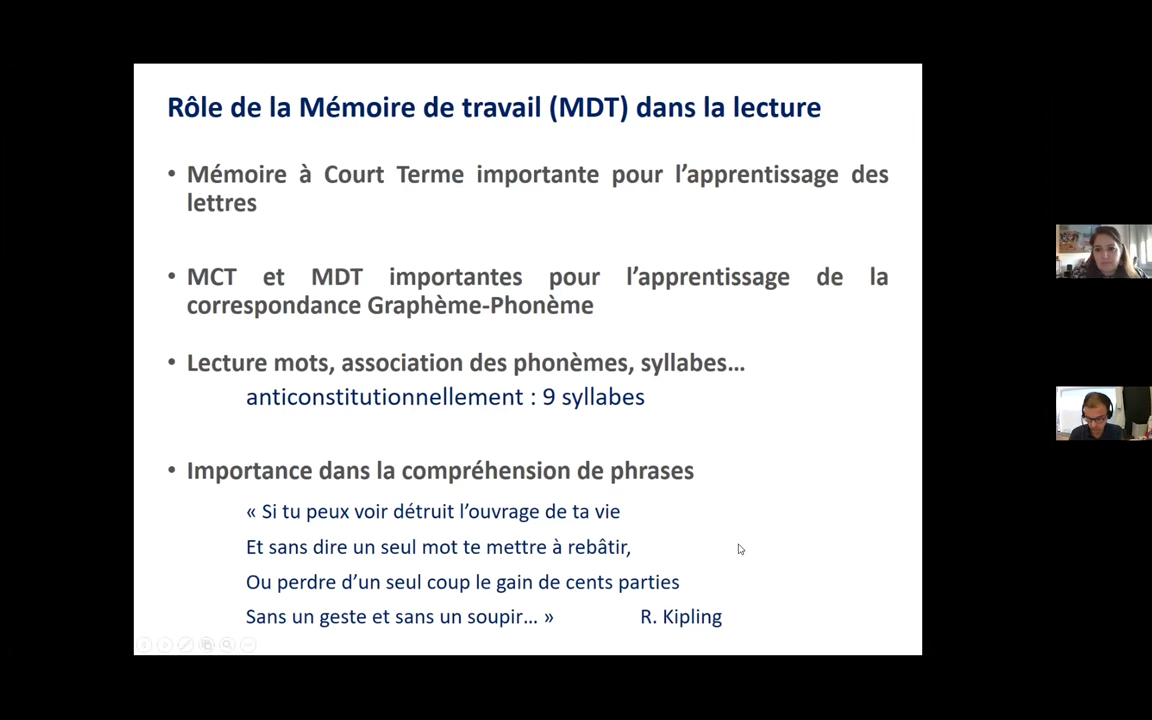 Rôle de la Mémoire de travail (MDT) dans la lecture
• Mémoire à Court Terme importante pour l’apprentissage des
lettres
• MCT et MDT importantes pour l’apprentissage de la
correspondance Graphème-Phonème
• Lecture mots, association des phonèmes, syllabes…
anticonstitutionnellement : 9 syllabes
• Importance dans la compréhension de phrases
« Si tu peux voir détruit l’ouvrage de ta vie
Et sans dire un seul mot te mettre à rebâtir,
Ou perdre d’un seul coup le gain de cents parties
Sans un geste et sans un soupir… » R. Kipling